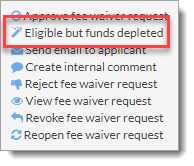 Approve fee waiver request
Eligible but funds depleted
Send email to applicant
Create internal comment
Reject fee waiver request
View fee waiver request
Revoke fee waiver request
Reopen fee waiver request